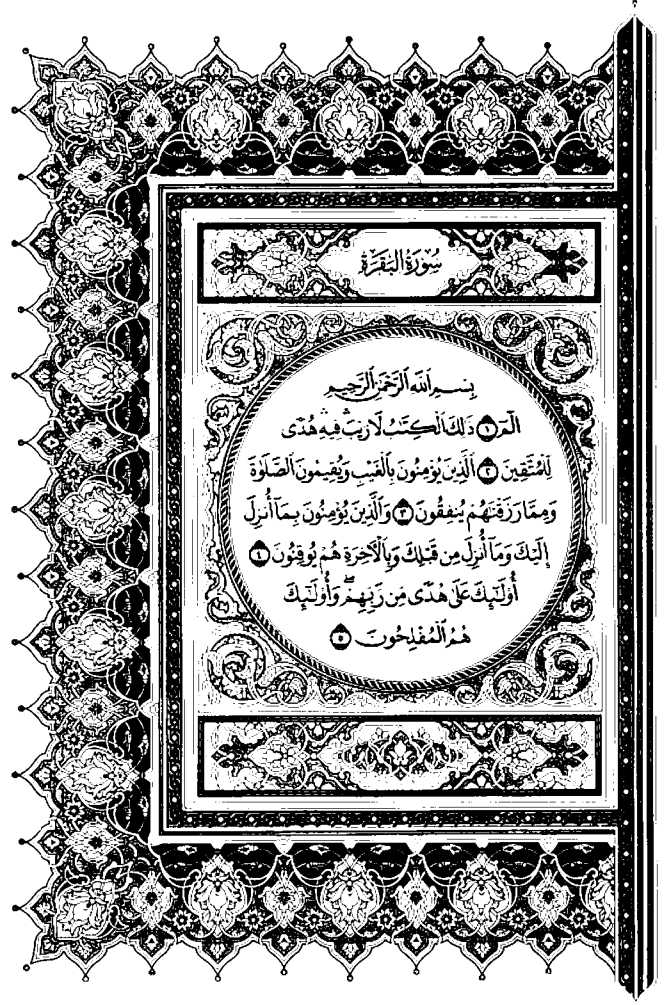 سُورَةُ البَقَرَةِ
بِسْمِ ٱللَّهِ ٱلرَّحْمَٰنِ ٱلرَّحِيمِ
الٓمٓ ١ ذَٰلِكَ ٱلْكِتَٰبُ لَا رَيْبَ ۛ فِيهِ ۛ هُدًى
لِّلْمُتَّقِينَ ٢ ٱلَّذِينَ يُؤْمِنُونَ بِٱلْغَيْبِ وَيُقِيمُونَ ٱلصَّلَوٰةَ
وَمِمَّا رَزَقْنَٰهُمْ يُنفِقُونَ ٣ وَٱلَّذِينَ يُؤْمِنُونَ بِمَآ أُنزِلَ
إِلَيْكَ وَمَآ أُنزِلَ مِن قَبْلِكَ وَبِٱلْءَاخِرَةِ هُمْ يُوقِنُونَ ٤
أُو۟لَٰٓئِكَ عَلَىٰ هُدًى مِّن رَّبِّهِمْ ۖ وَأُو۟لَٰٓئِكَ
هُمُ ٱلْمُفْلِحُونَ ٥